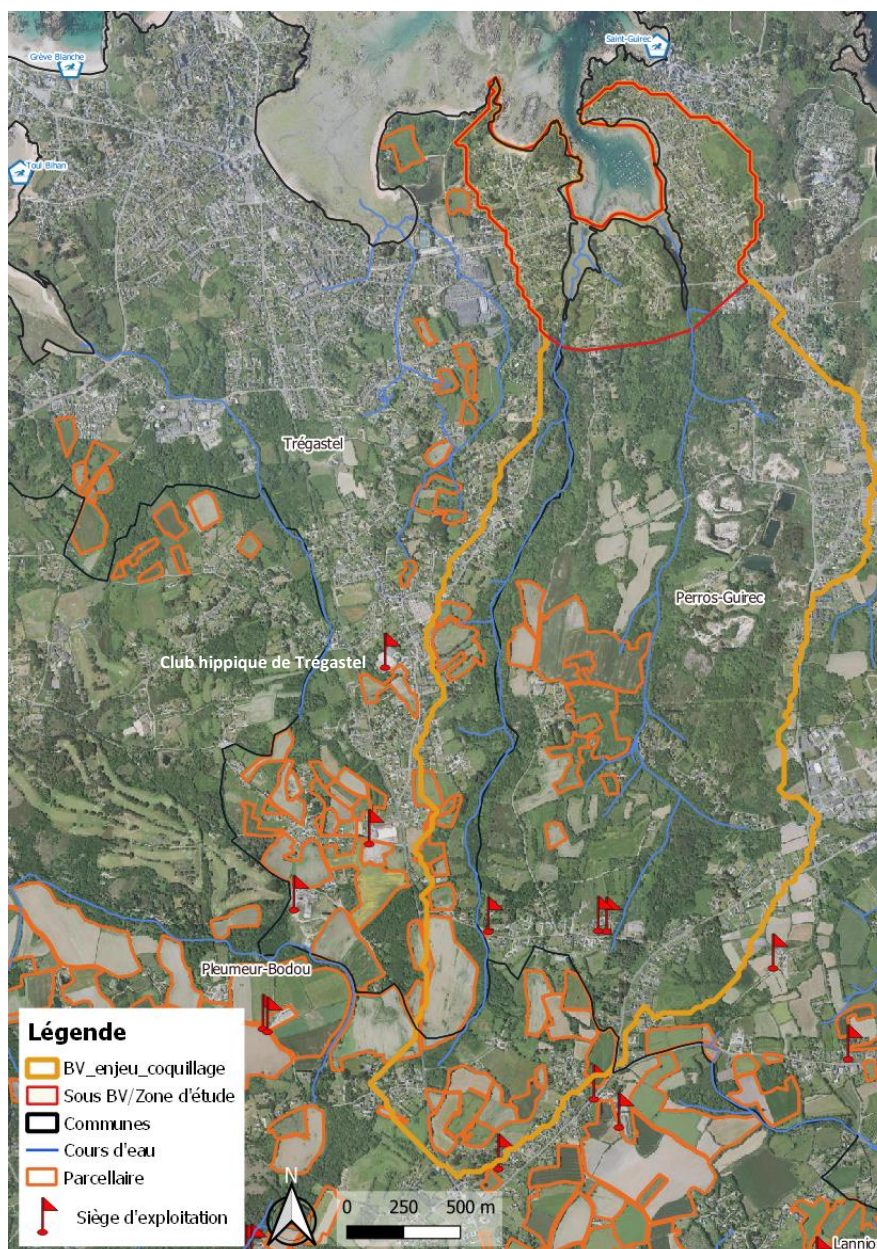 Grève Blanche
Saint-Guirec
Toul Bihan
Trégastel
Perros-Guirec
Club hippique de Trégastel
Pleumeur-Bodou
Légende
BV_enjeu_coquillage
Sous BV/Zone d'étude
Communes
Cours d'eau
Parcellaire
Siège d'exploitation
N
0 250 500 m
Lannio